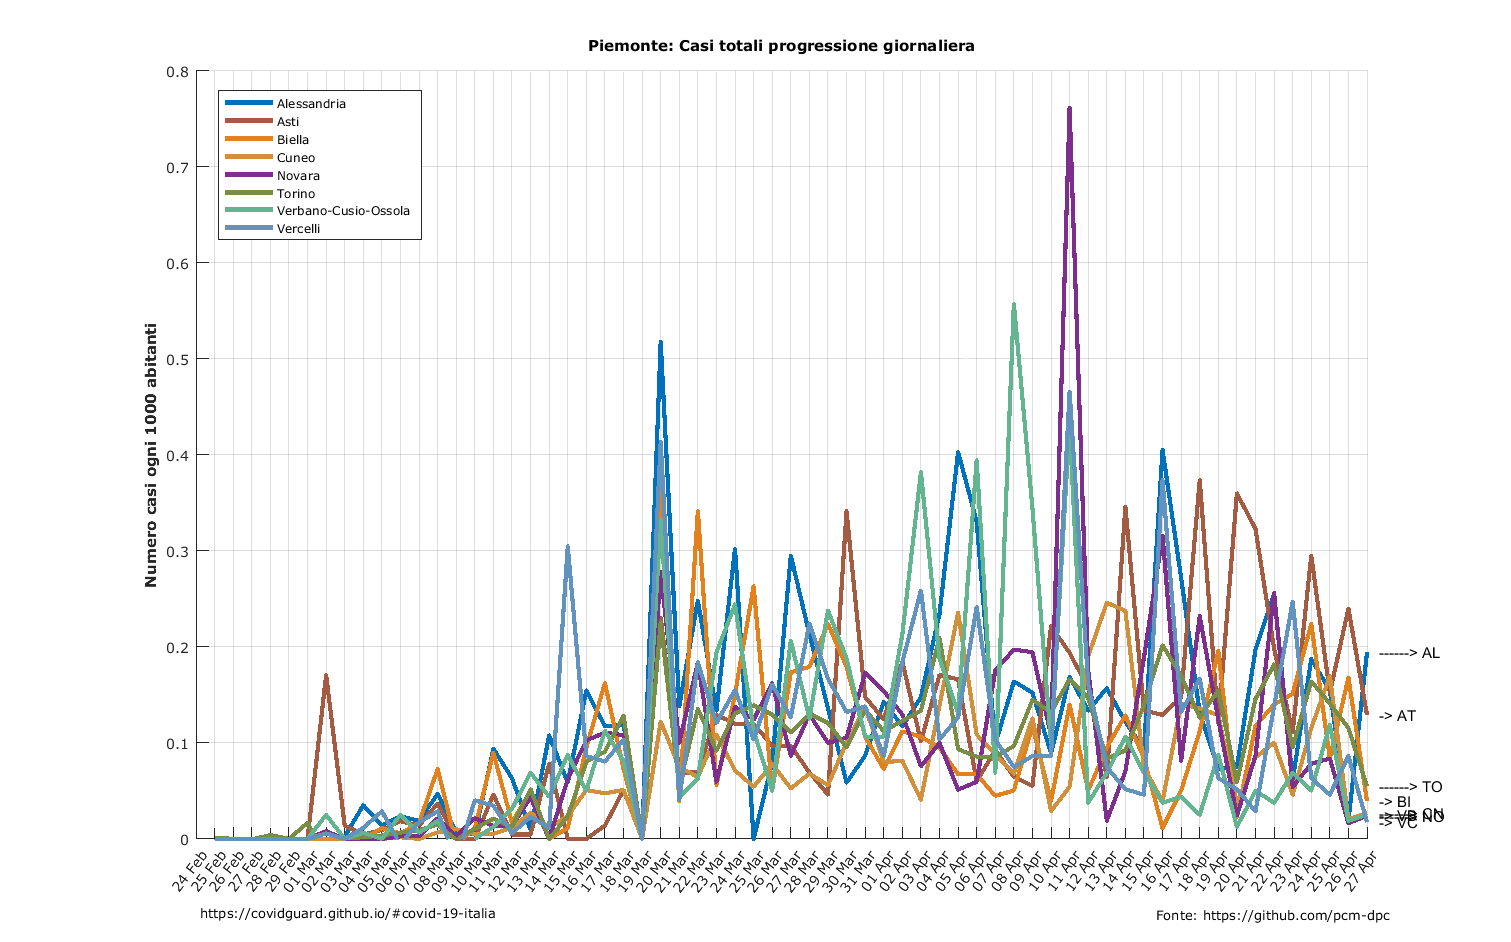 Piemonte: Casi totali progressione giornaliera
0.8
0.7
0.6
0.5
0.4
0.3
0.2
0.1
0
Numero casi ogni 1000 abitanti
Alessandria
Asti
Biella
Cuneo
Novara
Torino
Verbano-Cusio-Ossola
Vercelli
------> AL
-> AT
------> TO
-> BI
CN
NO
-> VC
24 Feb
25 Feb
26 Feb
27 Feb
28 Feb
29 Feb
01 Mar
02 Mar
03 Mar
04 Mar
05 Mar
06 Mar
07 Mar
08 Mar
09 Mar
10 Mar
11 Mar
12 Mar
13 Mar
14 Mar
15 Mar
16 Mar
17 Mar
18 Mar
19 Mar
20 Mar
21 Mar
22 Mar
23 Mar
24 Mar
25 Mar
26 Mar
27 Mar
28 Mar
29 Mar
30 Mar
31 Mar
01 Apr
02 Apr
03 Apr
04 Apr
05 Apr
06 Apr
07 Apr
08 Apr
09 Apr
10 Apr
11 Apr
12 Apr
13 Apr
14 Apr
15 Apr
16 Apr
17 Apr
18 Apr
19 Apr
20 Apr
21 Apr
22 Apr
23 Apr
24 Apr
25 Apr
26 Apr
27 Apr
https://covidguard.github.io/#covid-19-italia
Fonte: https://github.com/pcm-dpc